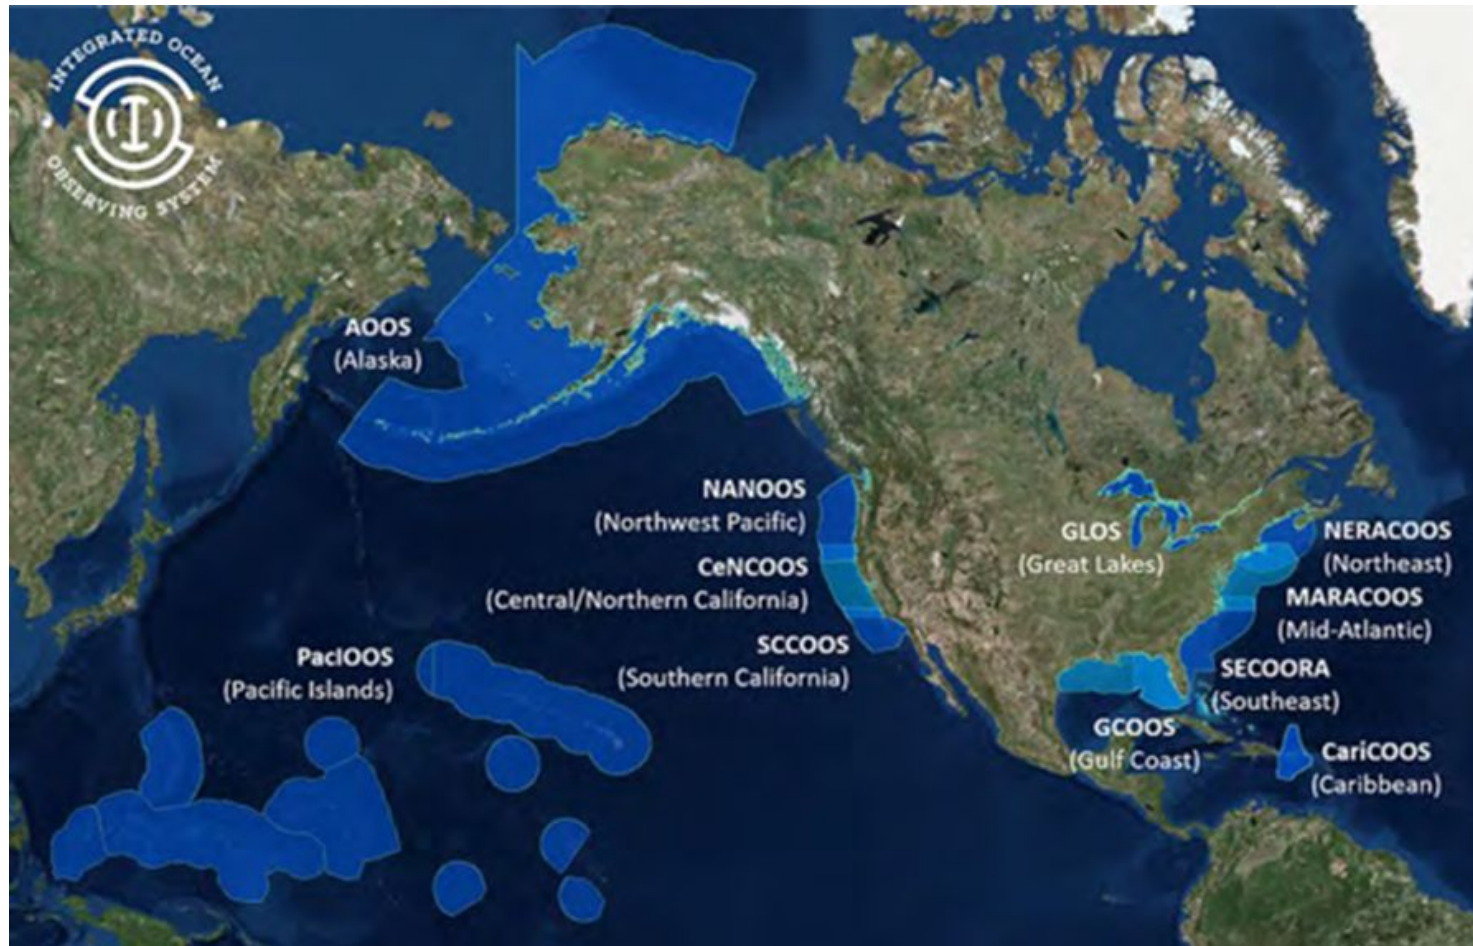 INTEGRATED OCEAN
OBSERVING SYSTEM
AOOS
(Alaska)
NANOOS
(Northwest Pacific)
CeNCOOS
(Central/Northern California)
SCCOOS
(Southern California)
PacIOOS
(Pacific Islands)
GLOS
(Great Lakes)
NERACOOS
(Northeast)
MARACOOS
(Mid-Atlantic)
SECOORA
(Southeast)
GCOOS
(Gulf Coast)
CariCOOS
(Caribbean)